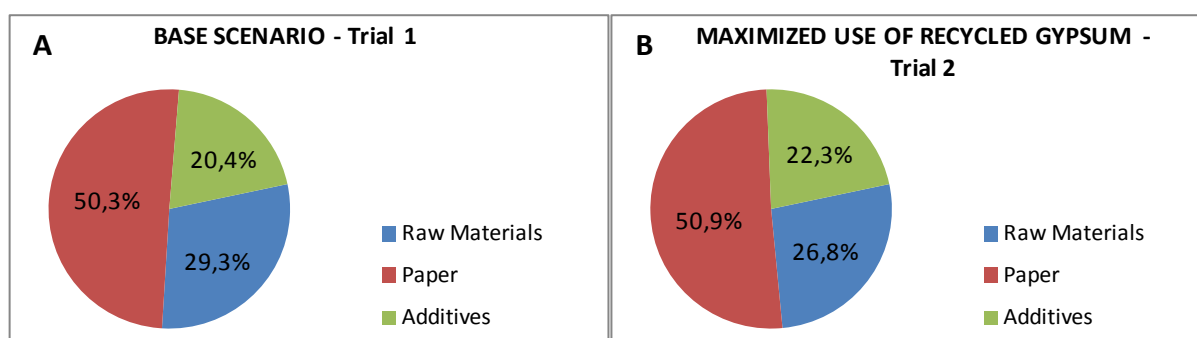 A
BASE SCENARIO - Trial 1
20,4%
50,3%
29,3%
Raw Materials
Paper
Additives
B
MAXIMIZED USE OF RECYCLED GYPSUM -
Trial 2
22,3%
50,9%
26,8%
Raw Materials
Paper
Additives